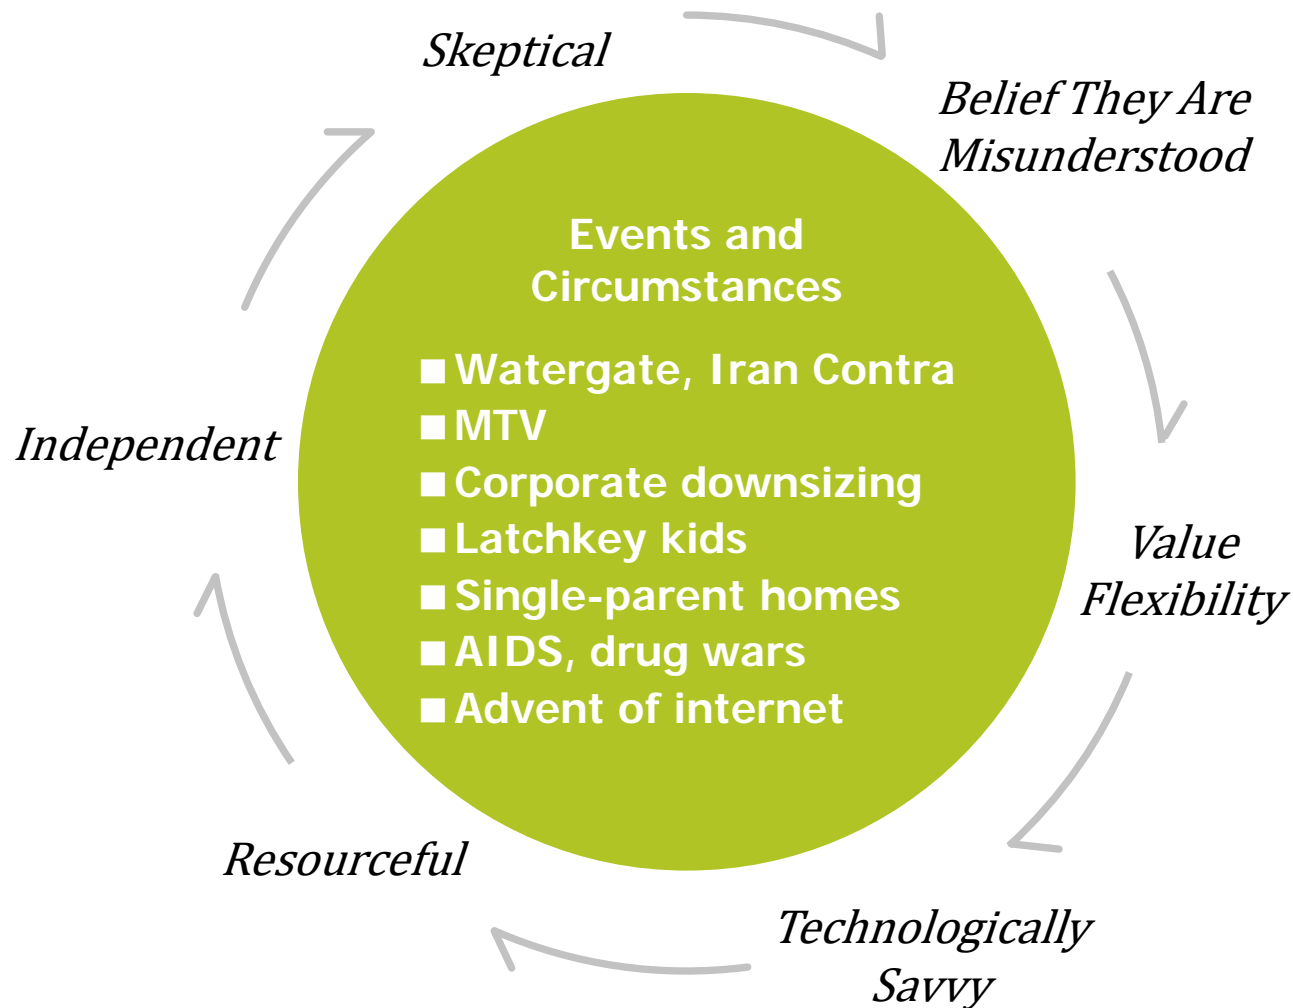 Skeptical
Belief They Are
Misunderstood
Events and
Circumstances
■ Watergate, Iran Contra
■ MTV
■ Corporate downsizing
■ Latchkey kids
■ Single-parent homes
■ AIDS, drug wars
■ Advent of internet
Independent
Value
Flexibility
Resourceful
Technologically
Savvy